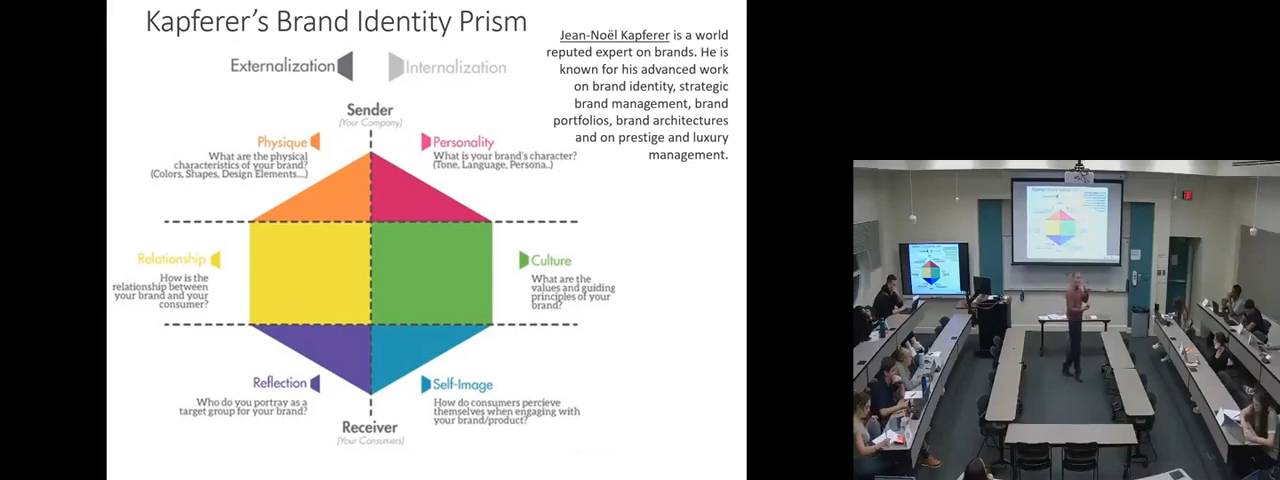 Kapferer's Brand Identity Prism
Jean-Noël Kapferer is a world
reputed expert on brands. He is
known for his advanced work
on brand identity, strategic
brand management, brand
portfolios, brand architectures
and on prestige and luxury
management.
Externalization
Internalization
Sender
(Your Company)
Physique
What are the physical
characteristics of your brand?
(Colors, Shapes, Design Elements....)
Personality
What is your brand's character?
(Tone, Language, Persona..)
Relationship
How is the
relationship between
your brand and your
consumer?
Culture
What are the
values and guiding
principles of your
brand?
Reflection
Who do you portray as a
target group for your brand?
Self-Image
How do consumers percieve
themselves when engaging with
your brand/product?
Receiver
(Your Consumers)